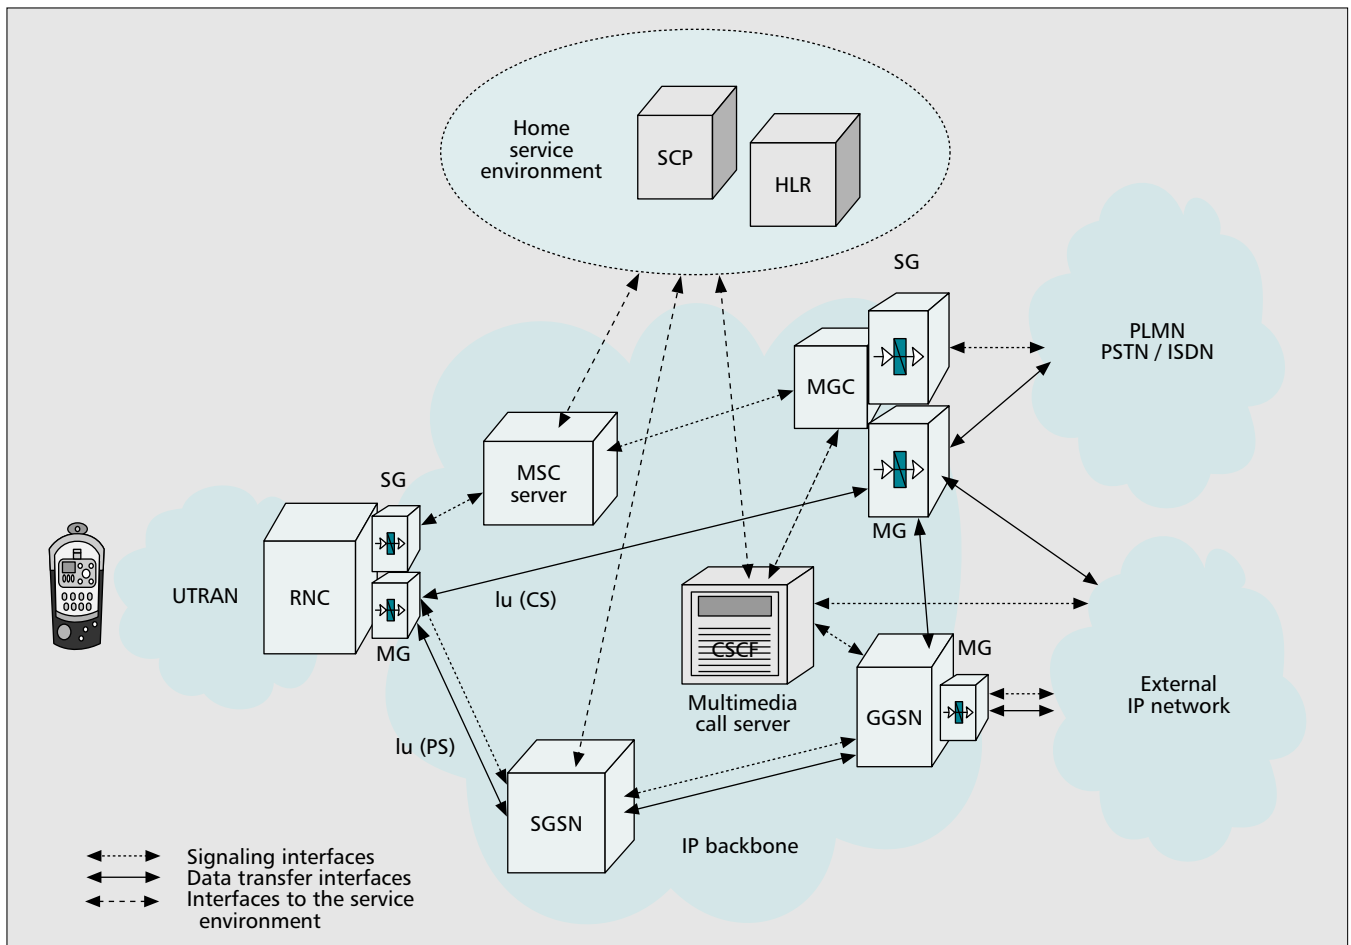 Home
service
environment
SCP
HLR
SG
PLMN
PSTN / ISDN
MGC
MSC
server
SG
MG
UTRAN
RNC
lu (CS)
CSCF
MG
MG
Multimedia
call server
GGSN
External
IP network
lu (PS)
SGSN
IP backbone
Signaling interfaces
Data transfer interfaces
Interfaces to the service
environment